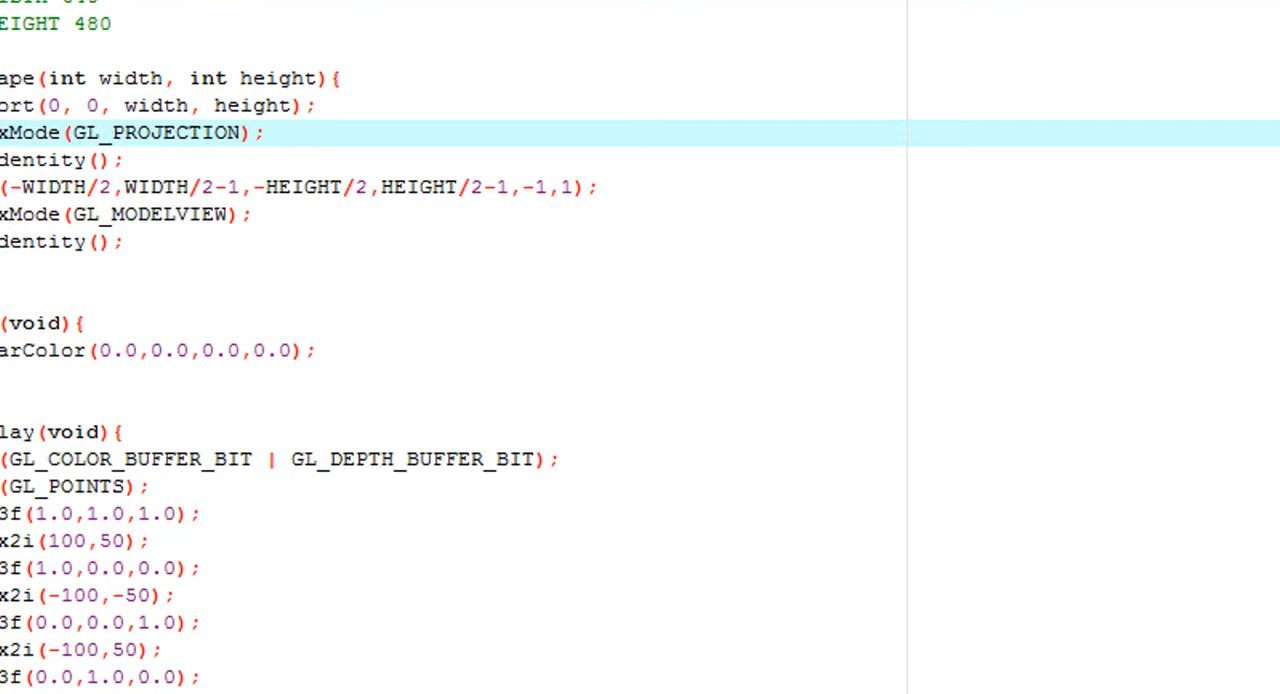 EIGHT 480
ape(int width, int height){
ort(0, 0, width, height);
xMode(GL_PROJECTION);
dentity();
(-WIDTH/2,WIDTH/2-1,-HEIGHT/2,HEIGHT/2-1,-1,1);
xMode(GL_MODELVIEW);
dentity();
(void){
arColor(0.0,0.0,0.0,0.0);
lay(void){
(GL_COLOR_BUFFER_BIT | GL_DEPTH_BUFFER_BIT);
(GL_POINTS);
3f(1.0,1.0,1.0);
x2i(100,50);
3f(1.0,0.0,0.0);
x2i(-100,-50);
3f(0.0,0.0,1.0);
x2i(-100,50);
3f(0.0,1.0,0.0);